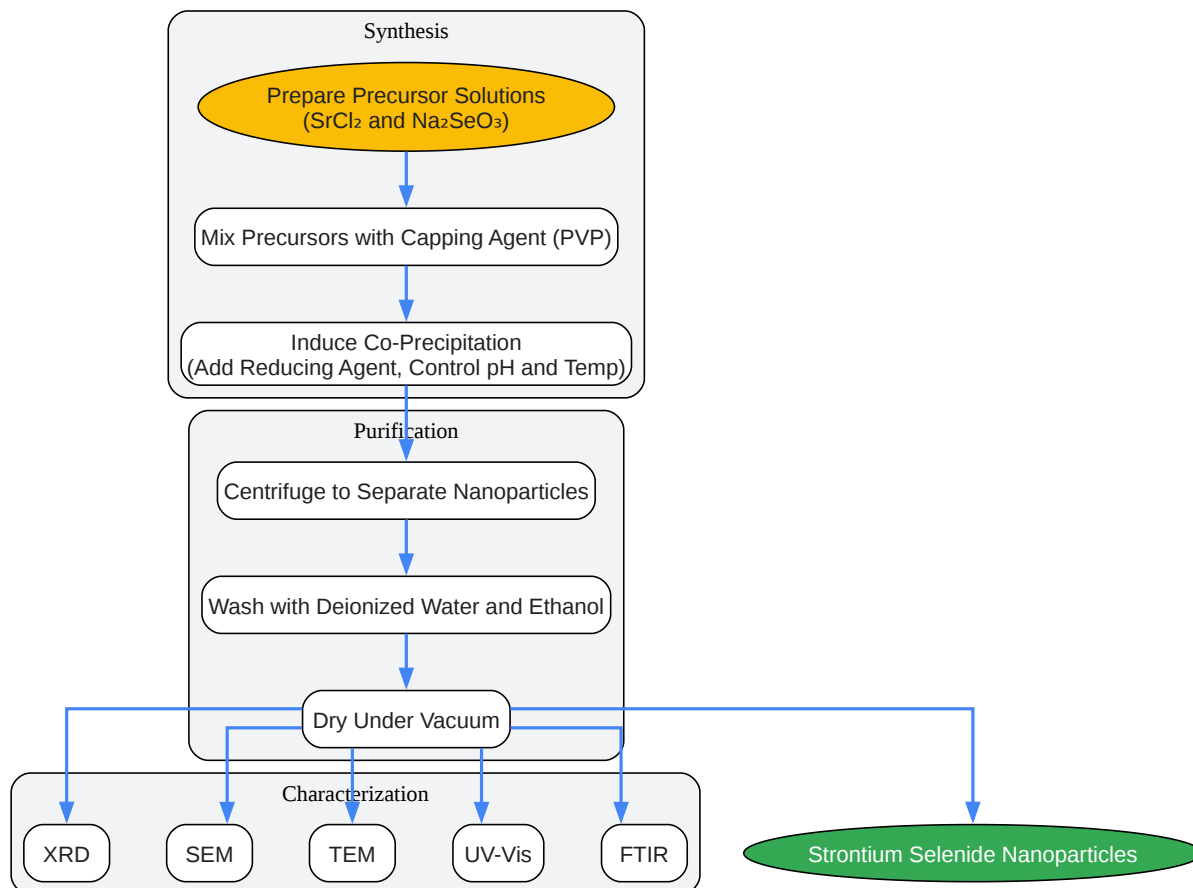 Synthesis
Prepare Precursor Solutions
(SrCl₂ and Na₂SeO₃)
Mix Precursors with Capping Agent (PVP)
Induce Co-Precipitation
(Add Reducing Agent, Control pH and Temp)
Purification
Centrifuge to Separate Nanoparticles
Wash with Deionized Water and Ethanol
Dry Under Vacuum
Characterization
XRD
SEM
TEM
UV-Vis
FTIR
Strontium Selenide Nanoparticles